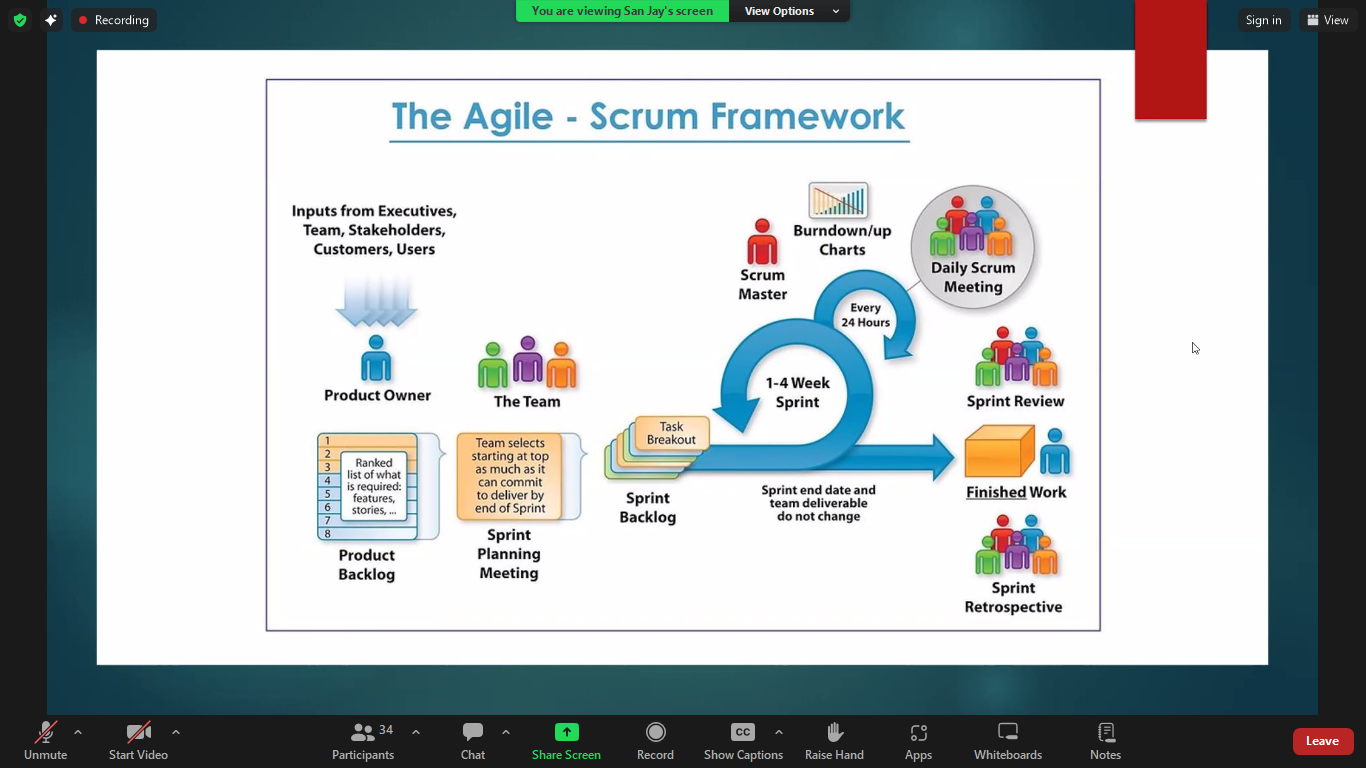 Recording
You are viewing San Jay's screen
View Options
Sign in
View
The Agile - Scrum Framework
Inputs from Executives,
Team, Stakeholders,
Customers, Users
Product Owner
The Team
1
2
3
4
5
6
7
8
Ranked
list of what
is required:
features,
stories, ...
Product
Backlog
Team selects
starting at top
as much as it
can commit
to deliver by
end of Sprint
Sprint
Planning
Meeting
Task
Breakout
Sprint
Backlog
Scrum
Master
Burndown/up
Charts
Every
24 Hours
1-4 Week
Sprint
Sprint end date and
team deliverable
do not change
Daily Scrum
Meeting
Sprint Review
Finished Work
Sprint
Retrospective
Unmute
Start Video
34
Participants
Chat
Share Screen
Record
CC
Show Captions
Raise Hand
Apps
Whiteboards
Notes
Leave